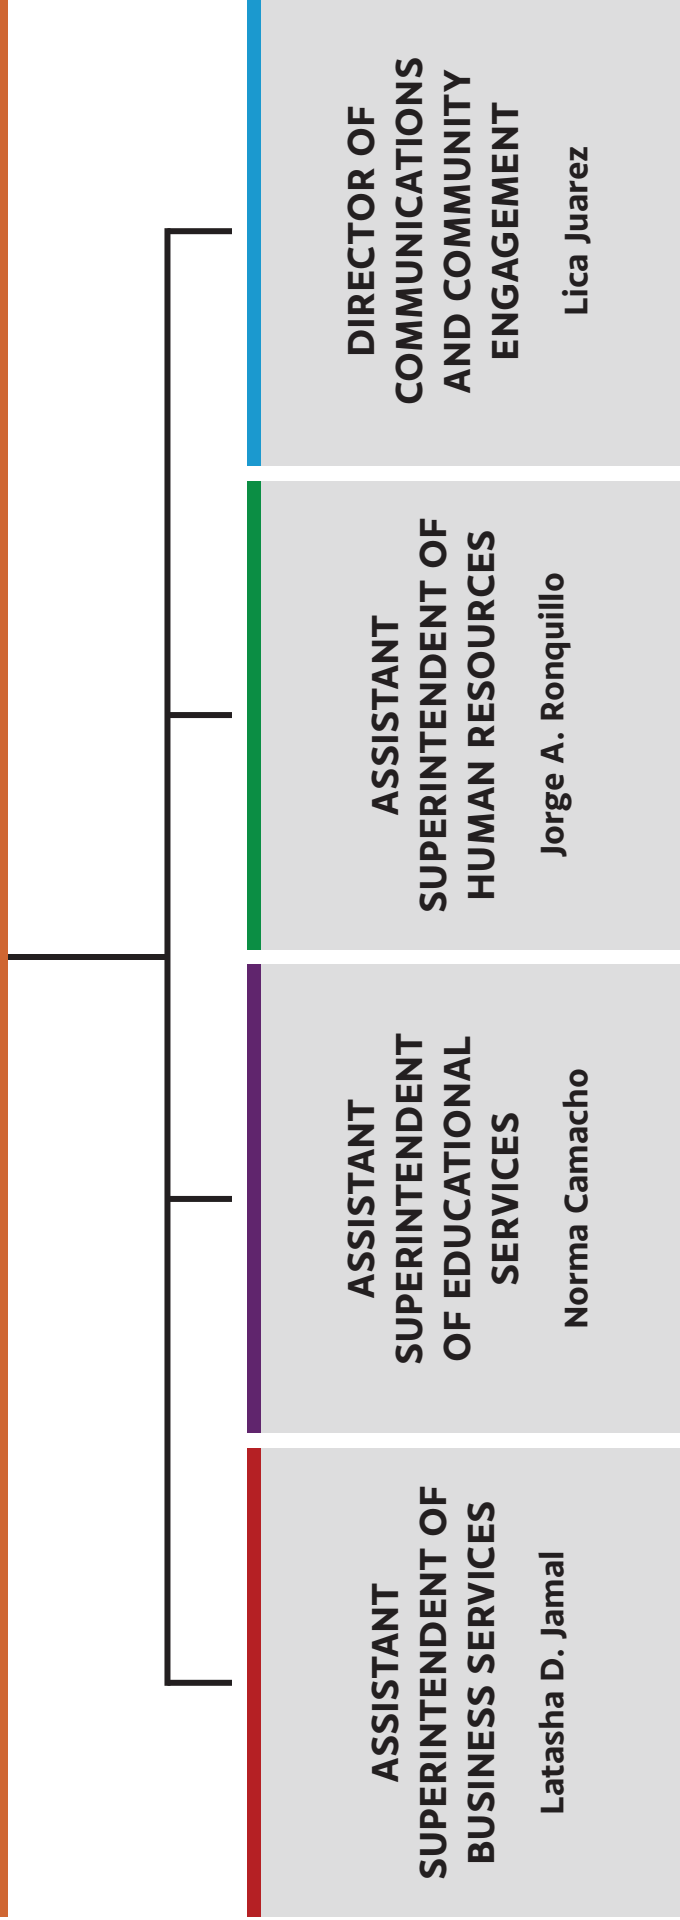 ASSISTANT
SUPERINTENDENT OF
BUSINESS SERVICES
Latasha D. Jamal
ASSISTANT
SUPERINTENDENT
OF EDUCATIONAL
SERVICES
Norma Camacho
ASSISTANT
SUPERINTENDENT OF
HUMAN RESOURCES
Jorge A. Ronquillo
DIRECTOR OF
COMMUNICATIONS
AND COMMUNITY
ENGAGEMENT
Lica Juarez